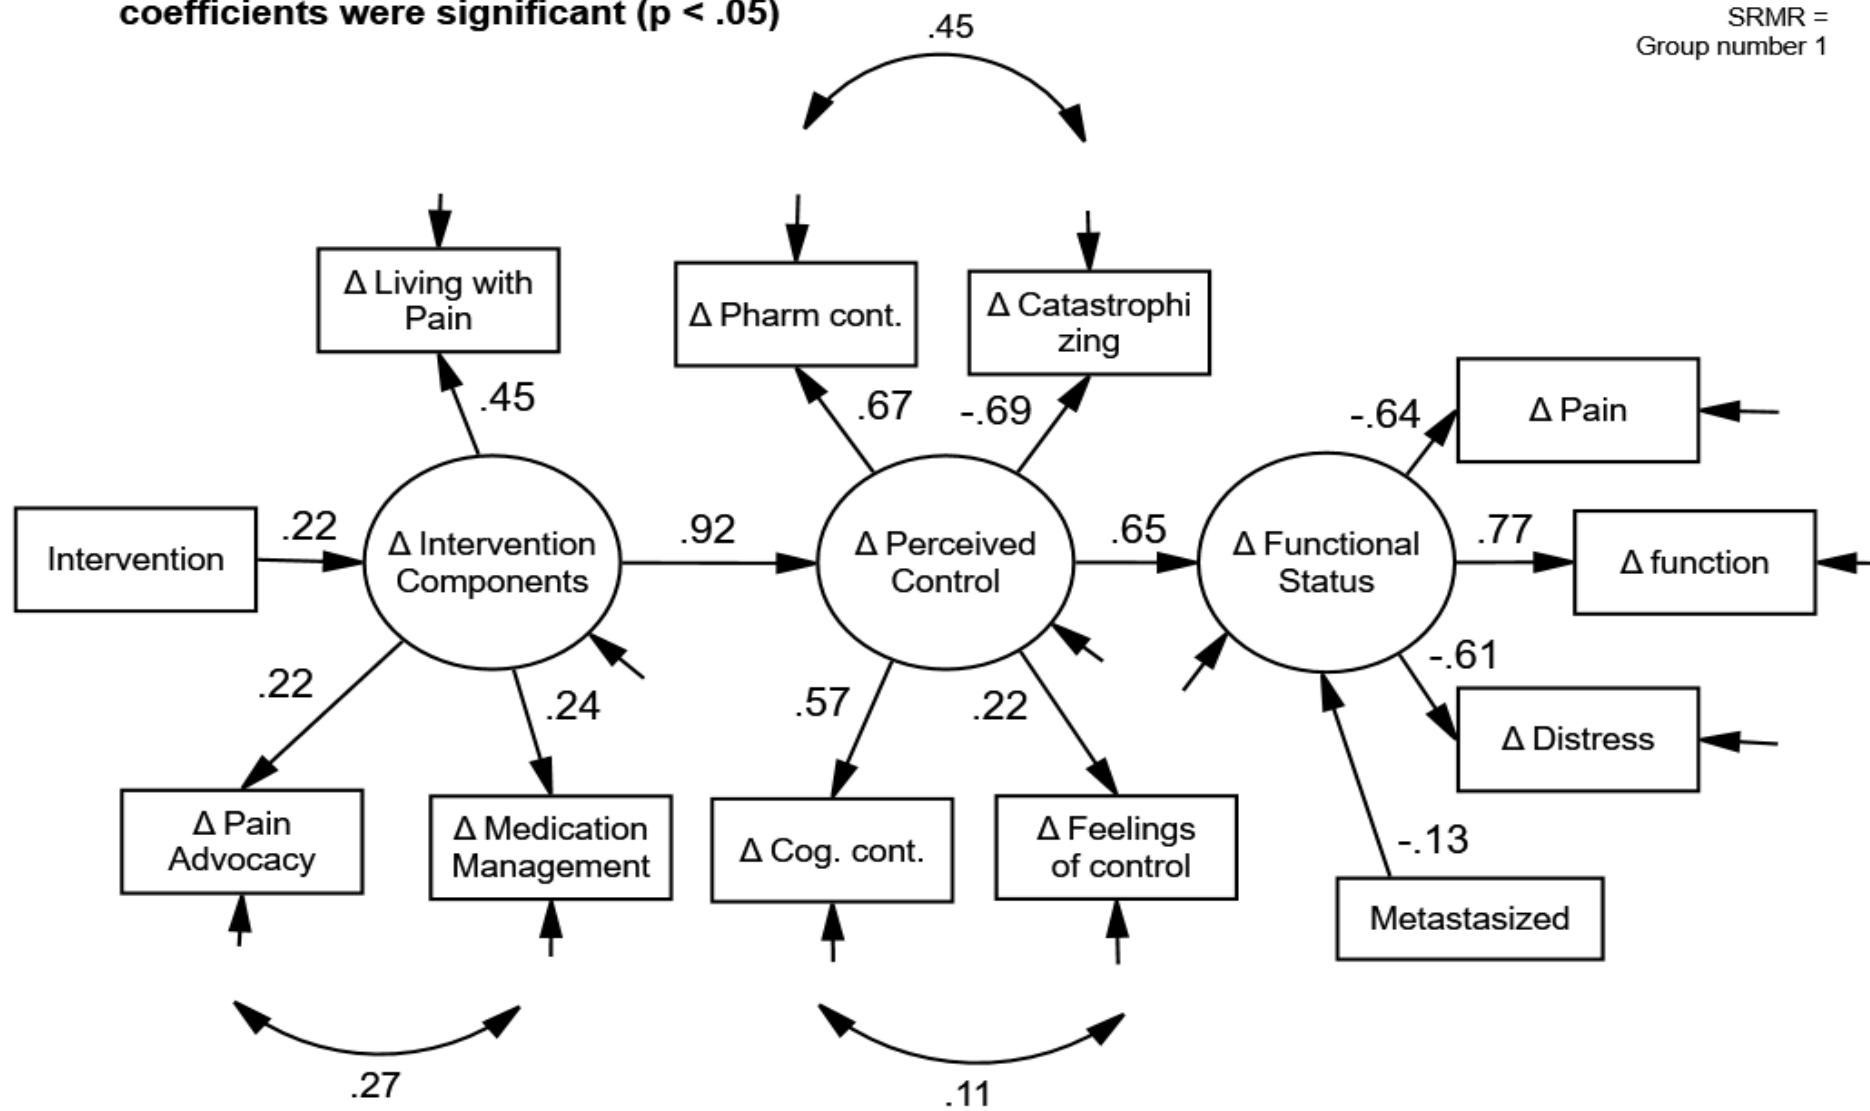 coefficients were significant (p < .05)
SRMR =
Group number 1
.45
Δ Living with
Pain
Δ Pharm cont.
Δ Catastrophi
zing
.45
.67
-.69
-.64
Δ Pain
Intervention
.22
Δ Intervention
Components
.92
Δ Perceived
Control
.65
Δ Functional
Status
.77
Δ function
.22
.24
.57
.22
-.61
Δ Distress
Δ Pain
Advocacy
Δ Medication
Management
Δ Cog. cont.
Δ Feelings
of control
-.13
Metastasized
.27
.11